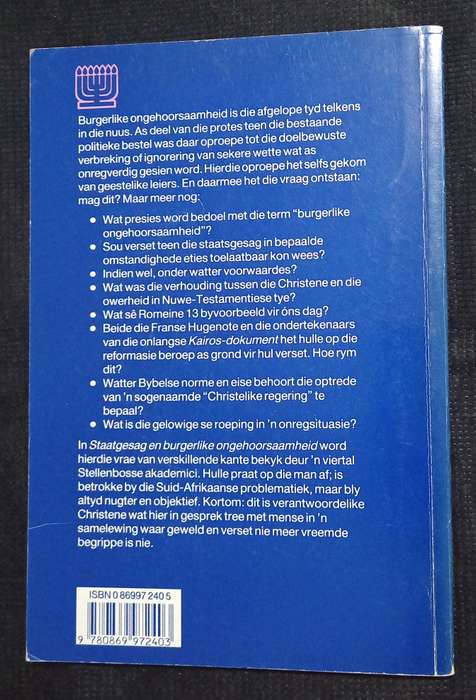 Burgerlike ongehoorsaamheid is die afgelope tyd telkens
in die nuus. As deel van die protes teen die bestaande
politieke bestel was daar oproepe tot die doelbewuste
verbreking of ignorering van sekere wette wat as
onregverdig gesien word. Hierdie oproepe het selfs gekom
van geestelike leiers. En daarmee het die vraag ontstaan:
mag dit? Maar meer nog:
● Wat presies word bedoel met die term “burgerlike
ongehoorsaamheid”?
● Sou verset teen die staatsgesag in bepaalde
omstandighede eties toelaatbaar kon wees?
● Indien wel, onder watter voorwaardes?
● Wat was die verhouding tussen die Christene en die
owerheid in Nuwe-Testamentiese tye?
● Wat sê Romeine 13 byvoorbeeld vir óns dag?
● Beide die Franse Hugenote en die ondertekenaars
van die onlangse Kairos-dokument het hulle op die
reformasie beroep as grond vir hul verset. Hoe rym
dit?
● Watter Bybelse norme en eise behoort die optrede
van ’n sogenaamde “Christelike regering” te
bepaal?
● Wat is die gelowige se roeping in ’n onregsituasie?
In Staatgesag en burgerlike ongehoorsaamheid word
hierdie vrae van verskillende kante bekyk deur ’n viertal
Stellenbosse akademici. Hulle praat op die man af; is
betrokke by die Suid-Afrikaanse problematiek, maar bly
altyd nugter en objektief. Kortom: dit is verantwoordelike
Christene wat hier in gesprek tree met mense in ’n
samelewing waar geweld en verset nie meer vreemde
begrippe is nie.
ISBN 0 86997 240 5
9 780869 972403